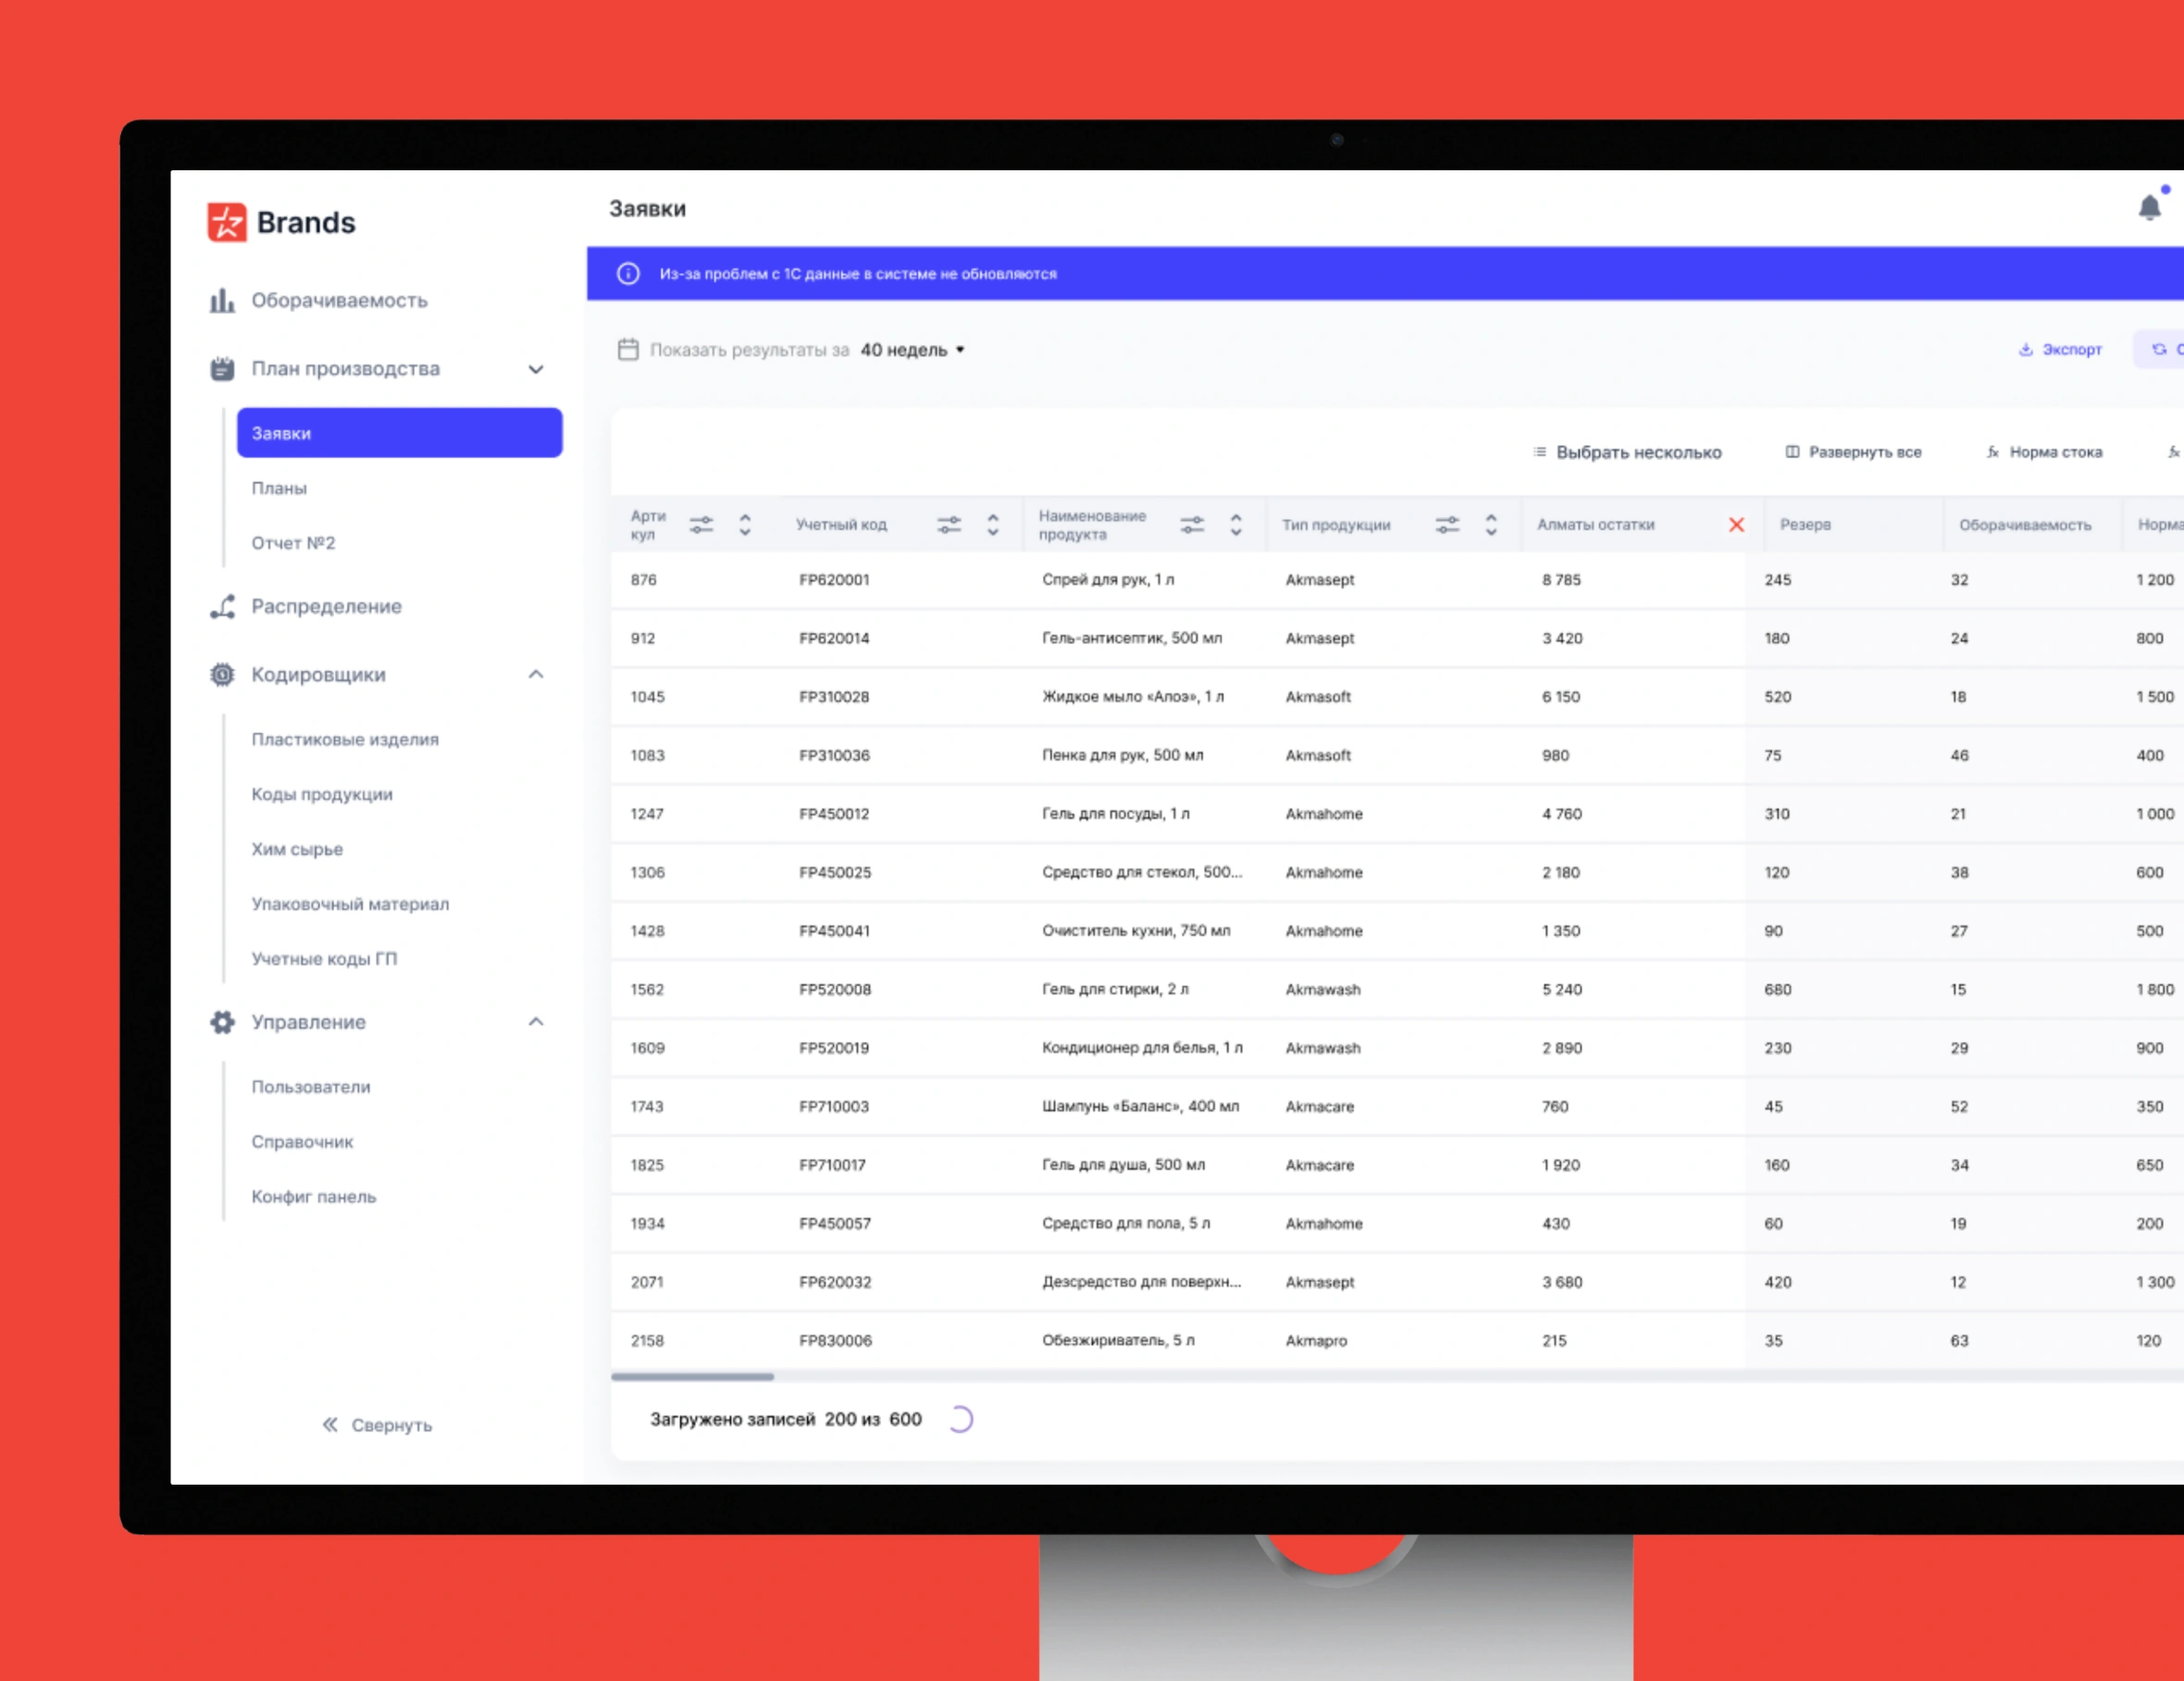 Brands
Оборачиваемость
План производства
Заявки
Планы
Отчет №2
Распределение
Кодировщики
Пластиковые изделия
Коды продукции
Хим сырье
Упаковочный материал
Учетные коды ГП
Управление
Пользователи
Справочник
Конфиг панель
Свернуть
Заявки
Из-за проблем с 1С данные в системе не обновляются
Показать результаты за 40 недель
Экспорт
Выбрать несколько Развернуть все fx Норма стока fx
Арти
кул
Учетный код
Наименование
продукта
Тип продукции
Алматы остатки
Резерв
Оборачиваемость
Норма
876 FP620001 Спрей для рук, 1 л Akmasept 8 785 245 32 1 200
912 FP620014 Гель-антисептик, 500 мл Akmasept 3 420 180 24 800
1045 FP310028 Жидкое мыло «Алоэ», 1 л Akmasoft 6 150 520 18 1 500
1083 FP310036 Пенка для рук, 500 мл Akmasoft 980 75 46 400
1247 FP450012 Гель для посуды, 1 л Akmahome 4 760 310 21 1 000
1306 FP450025 Средство для стекол, 500... Akmahome 2 180 120 38 600
1428 FP450041 Очиститель кухни, 750 мл Akmahome 1 350 90 27 500
1562 FP520008 Гель для стирки, 2 л Akmawash 5 240 680 15 1 800
1609 FP520019 Кондиционер для белья, 1 л Akmawash 2 890 230 29 900
1743 FP710003 Шампунь «Баланс», 400 мл Akmacare 760 45 52 350
1825 FP710017 Гель для душа, 500 мл Akmacare 1 920 160 34 650
1934 FP450057 Средство для пола, 5 л Akmahome 430 60 19 200
2071 FP620032 Дезсредство для поверхн... Akmasept 3 680 420 12 1 300
2158 FP830006 Обезжириватель, 5 л Akmapro 215 35 63 120
Загружено записей 200 из 600